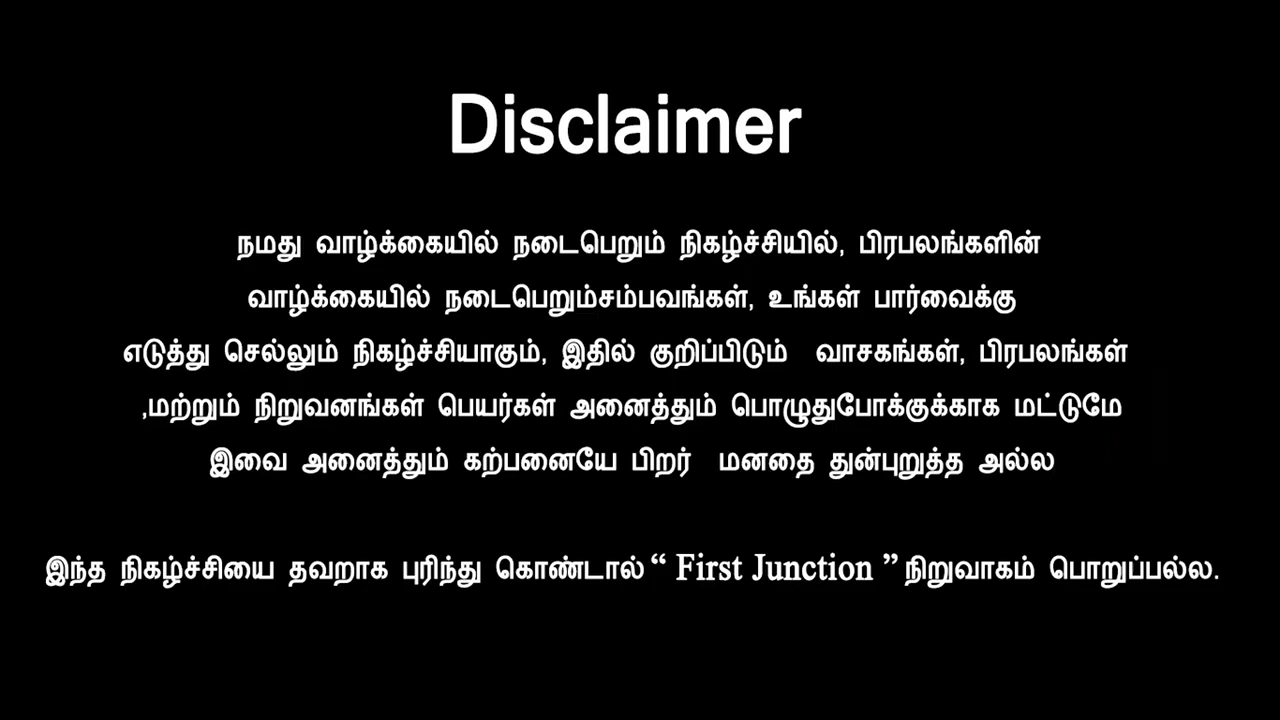 Disclaimer
நமது வாழ்க்கையில் நடைபெறும் நிகழ்ச்சியில், பிரபலங்களின்
வாழ்க்கையில் நடைபெறும்சம்பவங்கள், உங்கள் பார்வைக்கு
எடுத்து செல்லும் நிகழ்ச்சியாகும், இதில் குறிப்பிடும் வாசகங்கள், பிரபலங்கள்
,மற்றும் நிறுவனங்கள் பெயர்கள் அனைத்தும் பொழுதுபோக்குக்காக மட்டுமே
இவை அனைத்தும் கற்பனையே பிறர் மனதை துன்புறுத்த அல்ல
இந்த நிகழ்ச்சியை தவறாக புரிந்து கொண்டால் “ First Junction ” நிறுவாகம் பொறுப்பல்ல.